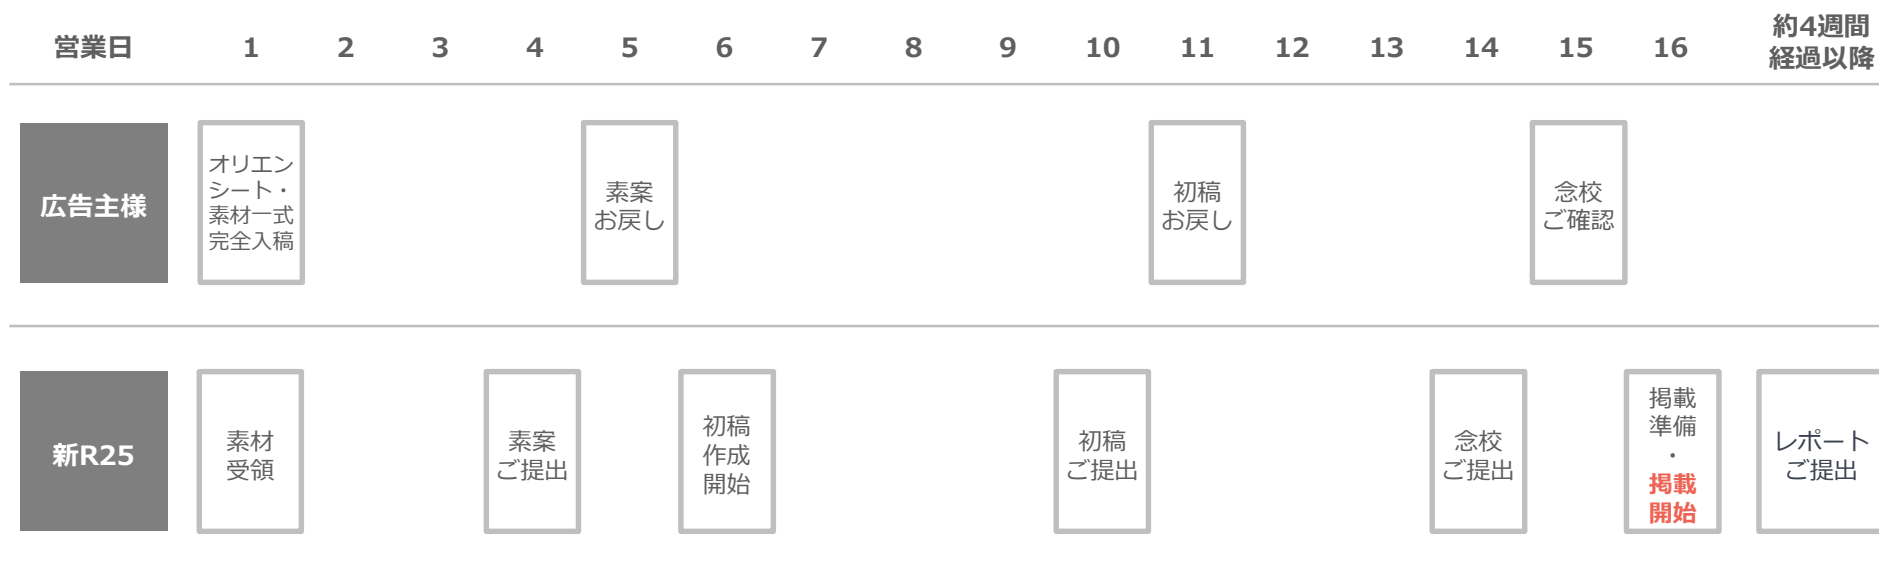 営業日 1 2 3 4 5 6 7 8 9 10 11 12 13 14 15 16 約4週間
経過以降
広告主様
オリエン
シート・
素材一式
完全入稿
素案
お戻し
初稿
お戻し
念校
ご確認
新R25
素材
受領
素案
ご提出
初稿
作成
開始
初稿
ご提出
念校
ご提出
掲載
準備
・
掲載
開始
レポート
ご提出